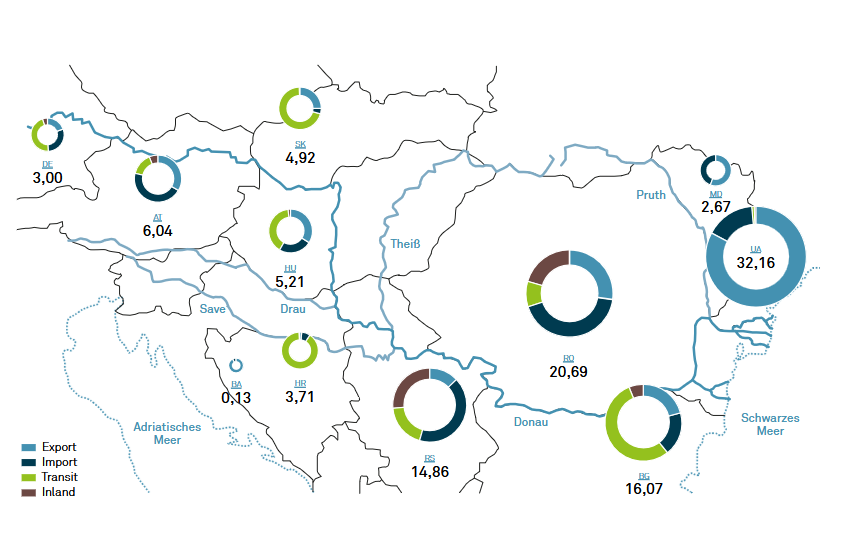 SK
4,92
DE
3,00
MD
2,67
Pruth
AT
6,04
Theiß
UA
32,16
HU
5,21
Save
Drau
RO
20,69
HR
3,71
BA
0,13
Donau
Schwarzes
Meer
Adriatisches
Meer
RS
14,86
BG
16,07
Export
Import
Transit
Inland